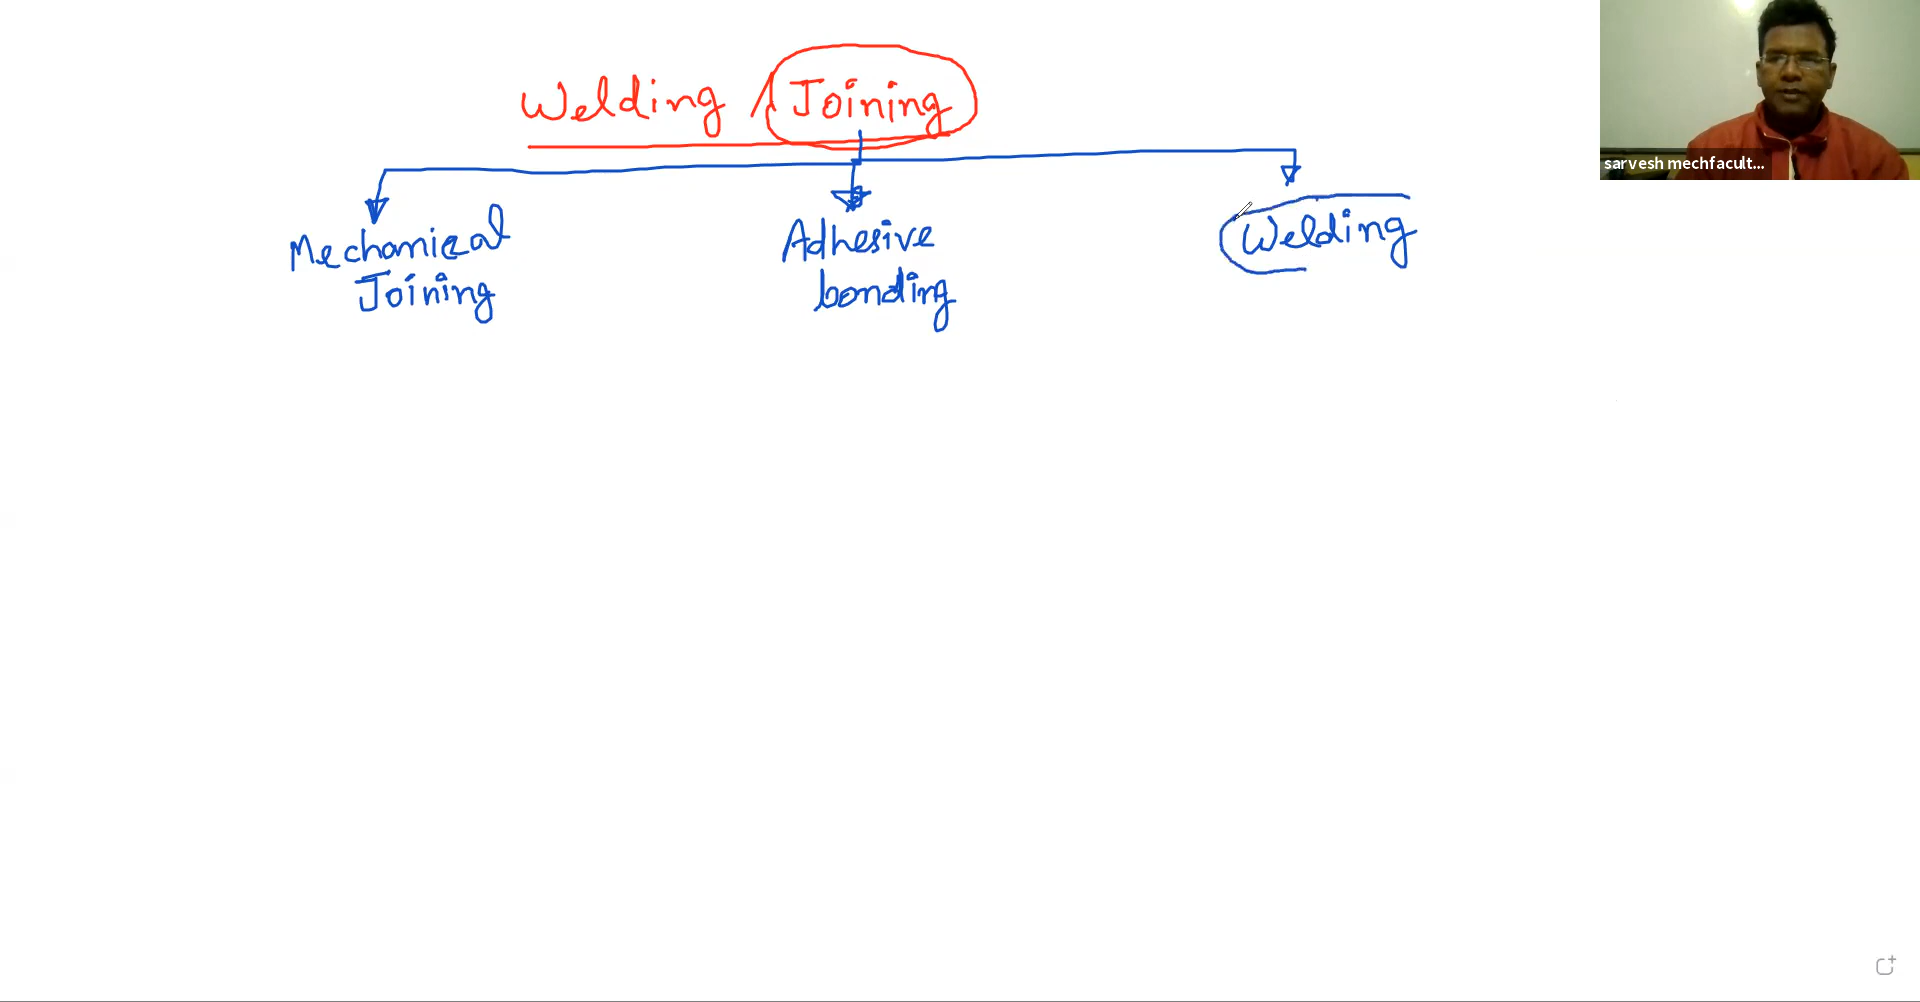 Welding / Joining
sarvesh mechfacult...
Mechanical
Joining
Adhesive
bonding
Welding